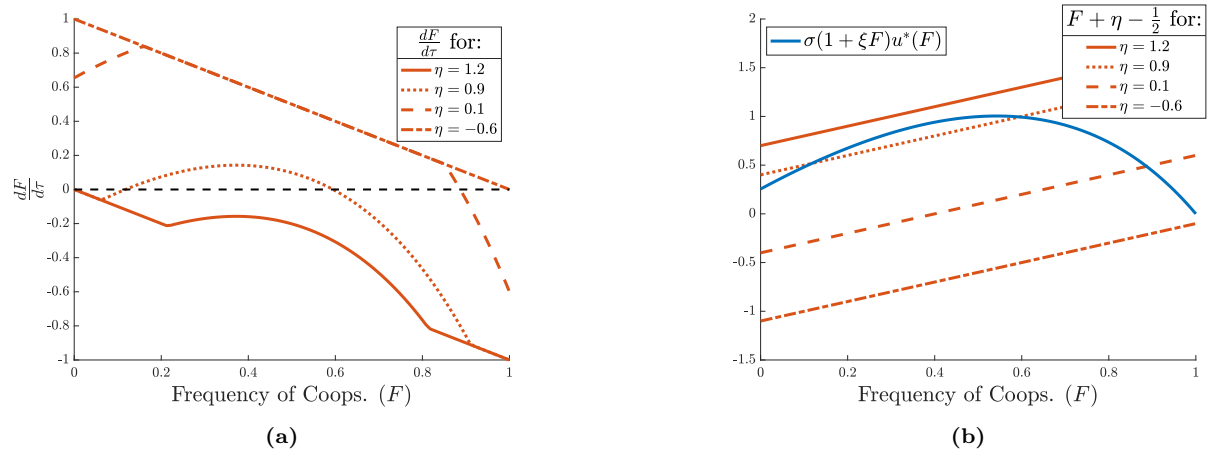 dF/dτ for:
η = 1.2
η = 0.9
η = 0.1
η = −0.6
1
0.8
0.6
0.4
0.2
0
-0.2
-0.4
-0.6
-0.8
-1
dF/dτ
0 0.2 0.4 0.6 0.8 1
Frequency of Coops. (F)
(a)
σ(1 + ξF)u*(F)
F + η − 1/2 for:
η = 1.2
η = 0.9
η = 0.1
η = −0.6
2
1.5
1
0.5
0
-0.5
-1
-1.5
0 0.2 0.4 0.6 0.8 1
Frequency of Coops. (F)
(b)